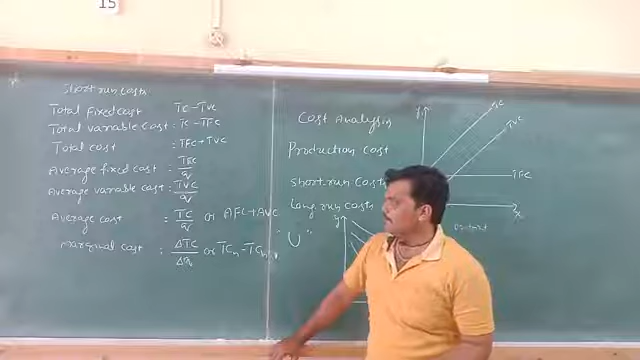 15
Short run costs
Total fixed cost TC - TVC
Total variable cost : TC - TFC
Total cost : TFC + TVC
Average fixed cost : TFC / q
Average variable cost : TVC / q
Average cost : TC / q or AFC + AVC
Marginal cost : ΔTC / Δq or TCn - TCn-1
Cost Analysis
Production cost
short-run Costs
Long run Costs
"U"
y
TC
TVC
TFC
x
output
y